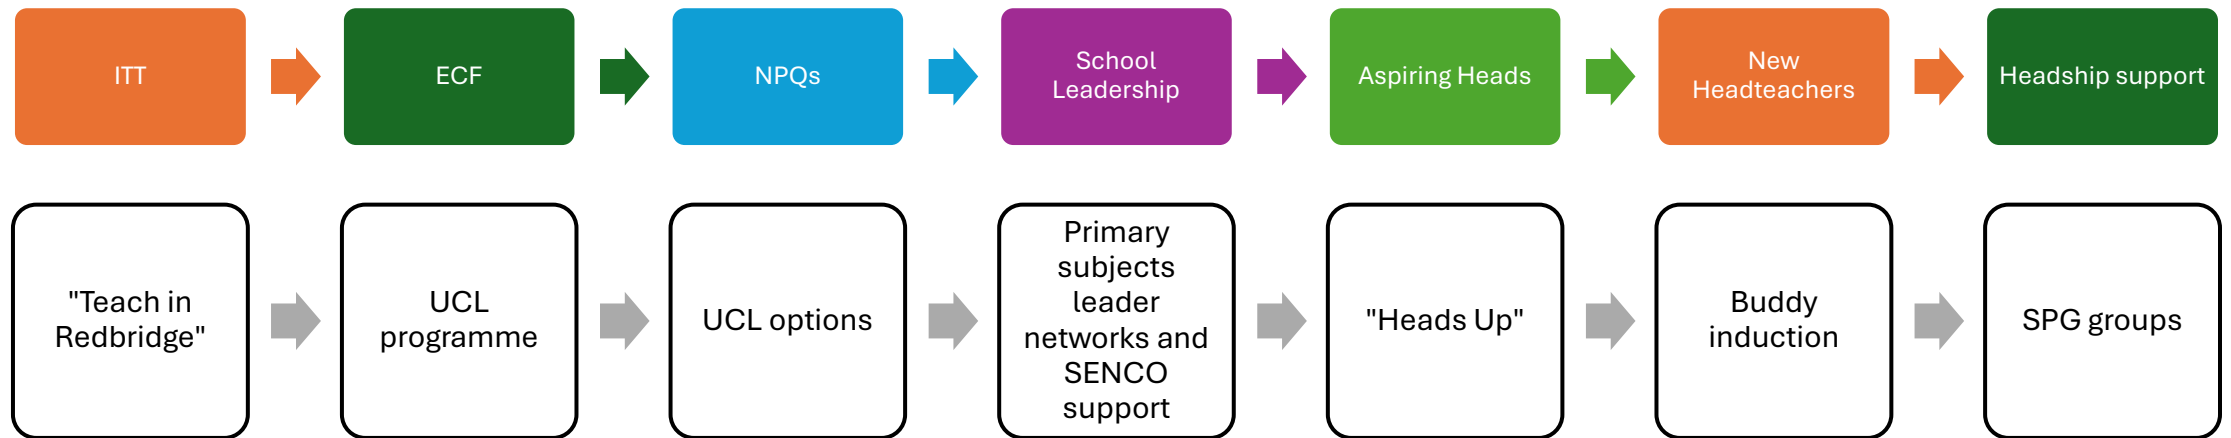 ITT
ECF
NPQs
School
Leadership
Aspiring Heads
New
Headteachers
Headship support
"Teach in
Redbridge"
UCL
programme
UCL options
Primary
subjects
leader
networks and
SENCO
support
"Heads Up"
Buddy
induction
SPG groups